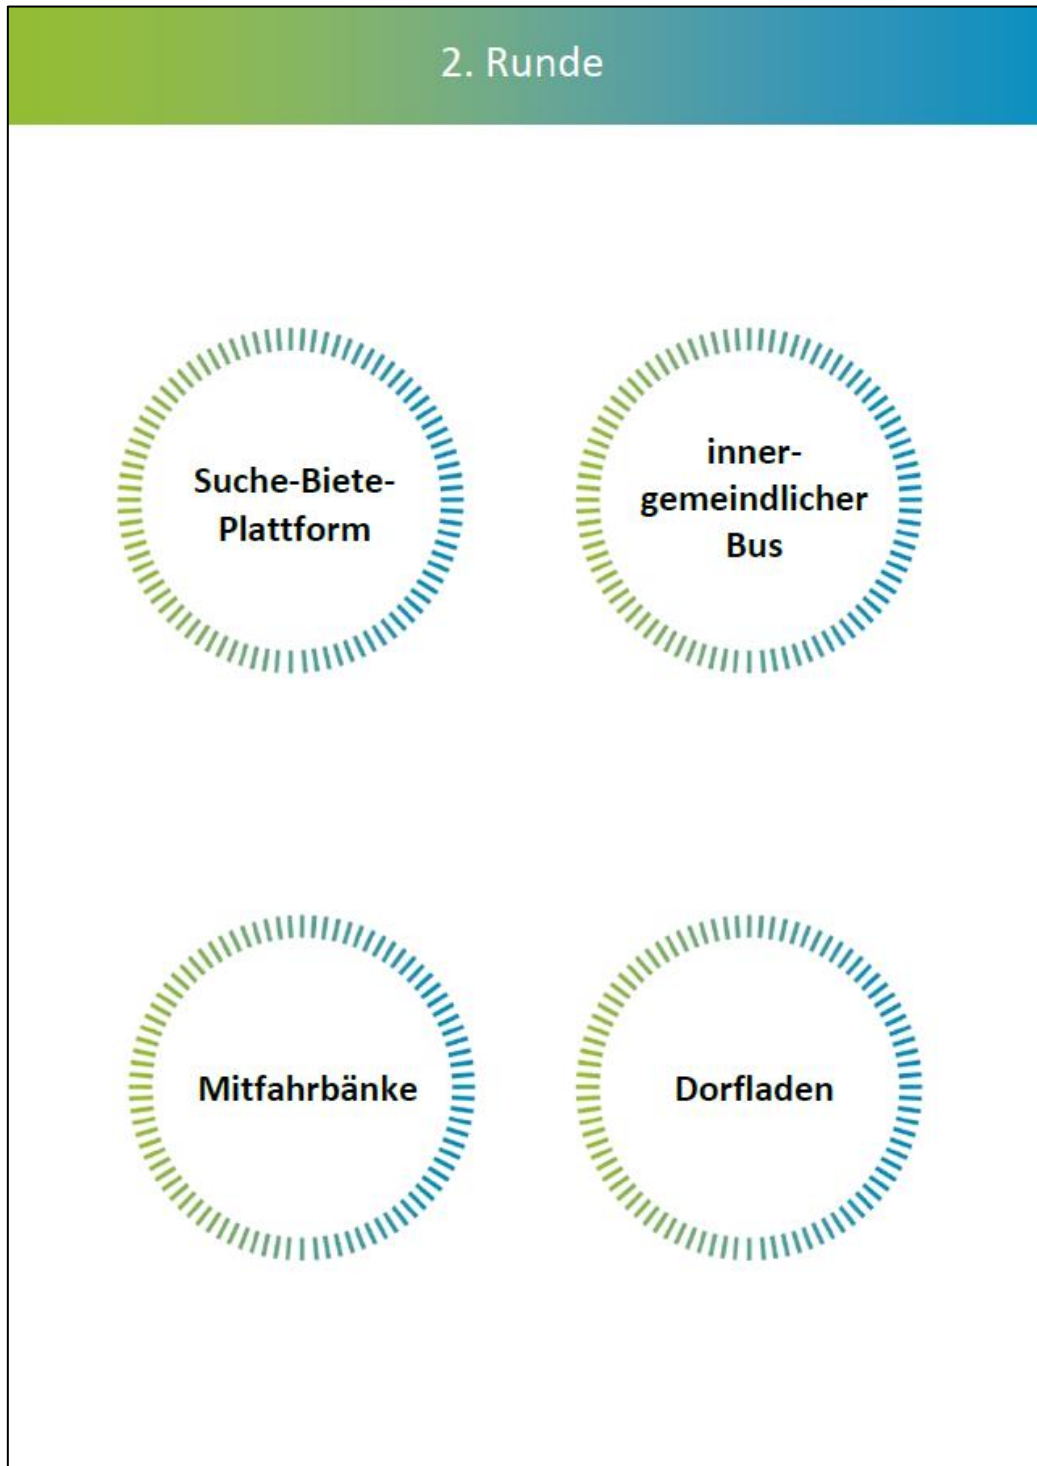 2. Runde
Suche-Biete-
Plattform
inner-
gemeindlicher
Bus
Mitfahrbänke
Dorfladen